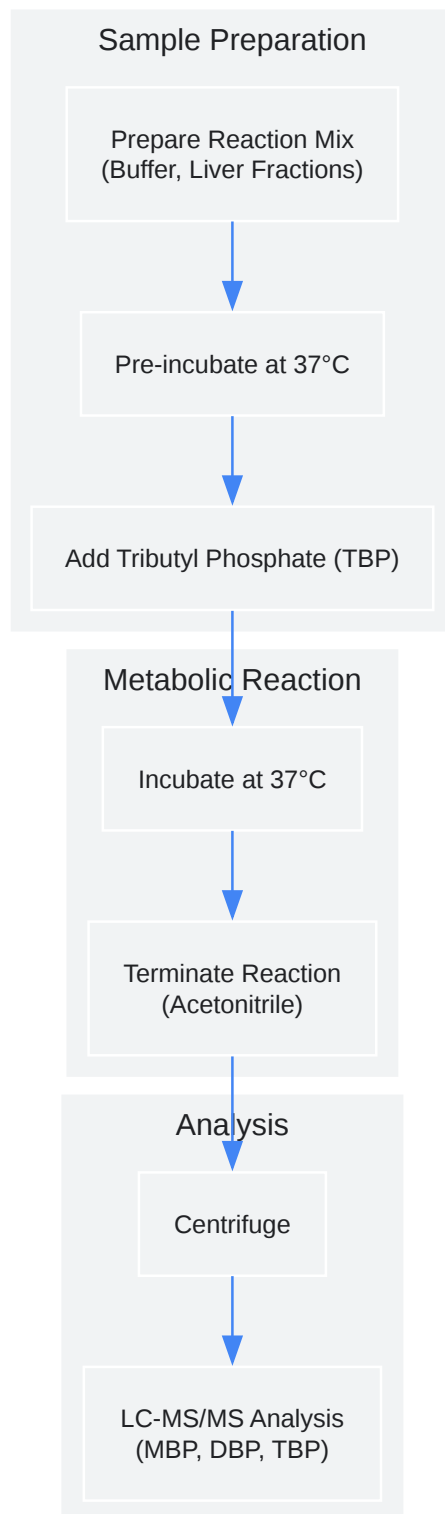 Sample Preparation
Prepare Reaction Mix
(Buffer, Liver Fractions)
Pre-incubate at 37°C
Add Tributyl Phosphate (TBP)
Metabolic Reaction
Incubate at 37°C
Terminate Reaction
(Acetonitrile)
Analysis
Centrifuge
LC-MS/MS Analysis
(MBP, DBP, TBP)